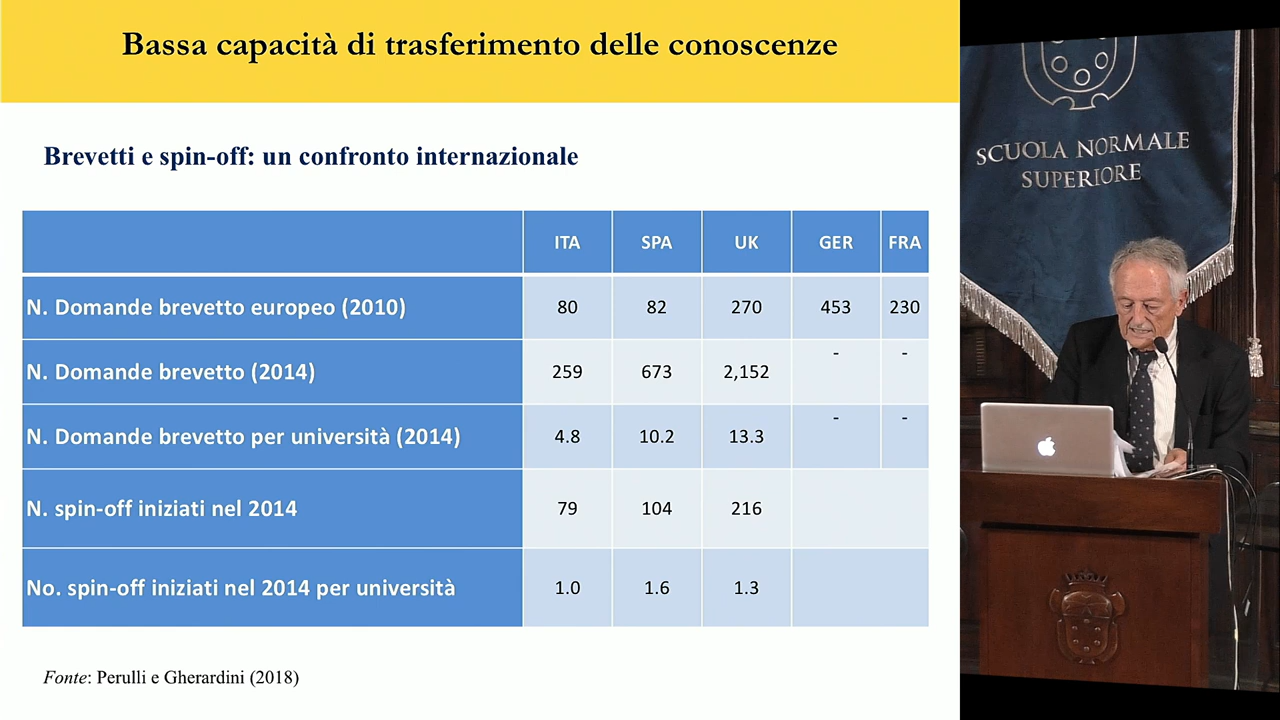 Bassa capacità di trasferimento delle conoscenze
Brevetti e spin-off: un confronto internazionale
ITA SPA UK GER FRA
N. Domande brevetto europeo (2010) 80 82 270 453 230
N. Domande brevetto (2014) 259 673 2,152 - -
N. Domande brevetto per università (2014) 4.8 10.2 13.3 - -
N. spin-off iniziati nel 2014 79 104 216
No. spin-off iniziati nel 2014 per università 1.0 1.6 1.3
Fonte: Perulli e Gherardini (2018)
SCUOLA NORMALE
SUPERIORE